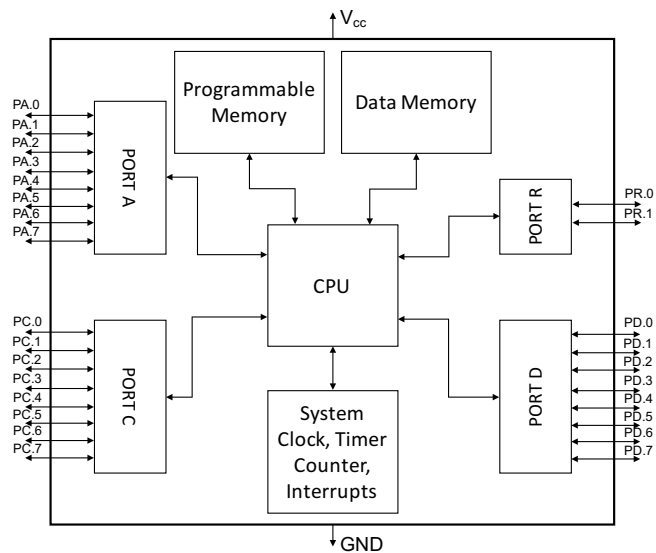 Vcc
Programmable
Memory
Data Memory
PA.0
PA.1
PA.2
PA.3
PA.4
PA.5
PA.6
PA.7
PORT A
PORT R
PR.0
PR.1
CPU
PC.0
PC.1
PC.2
PC.3
PC.4
PC.5
PC.6
PC.7
PORT C
System
Clock, Timer
Counter,
Interrupts
PORT D
PD.0
PD.1
PD.2
PD.3
PD.4
PD.5
PD.6
PD.7
GND